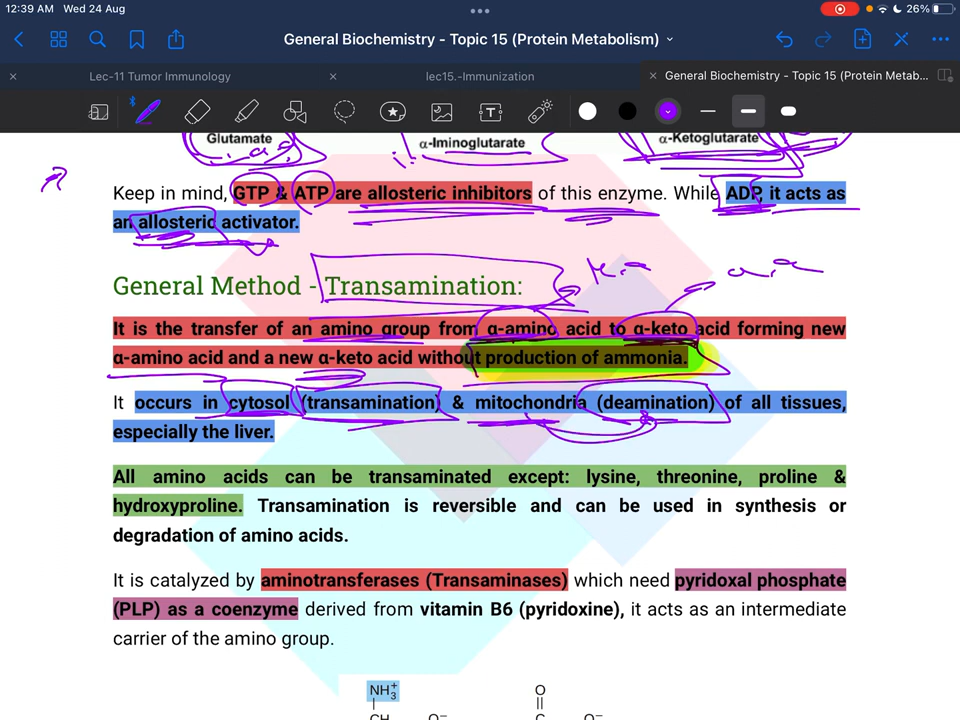 12:39 AM Wed 24 Aug
26%
General Biochemistry - Topic 15 (Protein Metabolism)
Lec-11 Tumor Immunology
lec15.-Immunization
General Biochemistry - Topic 15 (Protein Metab...
Glutamate
α-Iminoglutarate
α-Ketoglutarate
Keep in mind, GTP & ATP are allosteric inhibitors of this enzyme. While ADP, it acts as
an allosteric activator.
General Method - Transamination:
It is the transfer of an amino group from α-amino acid to α-keto acid forming new
α-amino acid and a new α-keto acid without production of ammonia.
It occurs in cytosol (transamination) & mitochondria (deamination) of all tissues,
especially the liver.
All amino acids can be transaminated except: lysine, threonine, proline &
hydroxyproline. Transamination is reversible and can be used in synthesis or
degradation of amino acids.
It is catalyzed by aminotransferases (Transaminases) which need pyridoxal phosphate
(PLP) as a coenzyme derived from vitamin B6 (pyridoxine), it acts as an intermediate
carrier of the amino group.
NH3+
O
CH
O−
C
O−